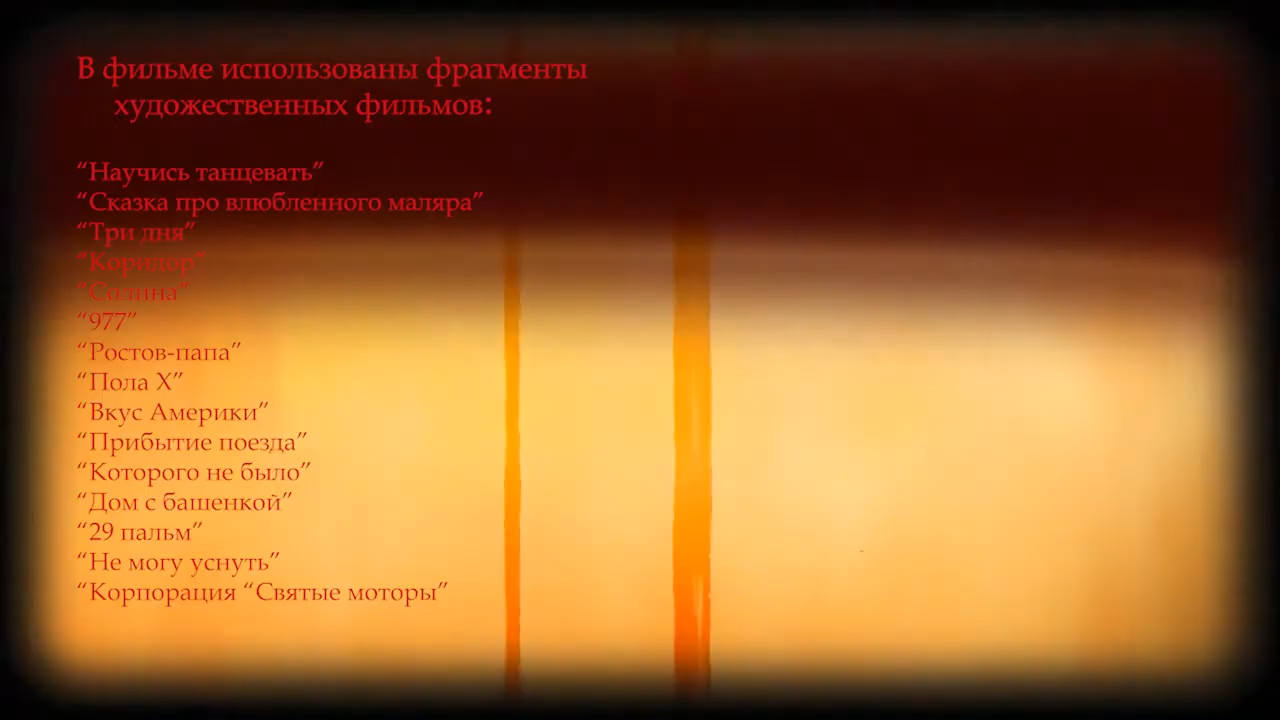 В фильме использованы фрагменты
художественных фильмов:
“Научись танцевать”
“Сказка про влюбленного маляра”
“Три дня”
“Коридор”
“Солина”
“977”
“Ростов-папа”
“Пола Х”
“Вкус Америки”
“Прибытие поезда”
“Которого не было”
“Дом с башенкой”
“29 пальм”
“Не могу уснуть”
“Корпорация “Святые моторы”